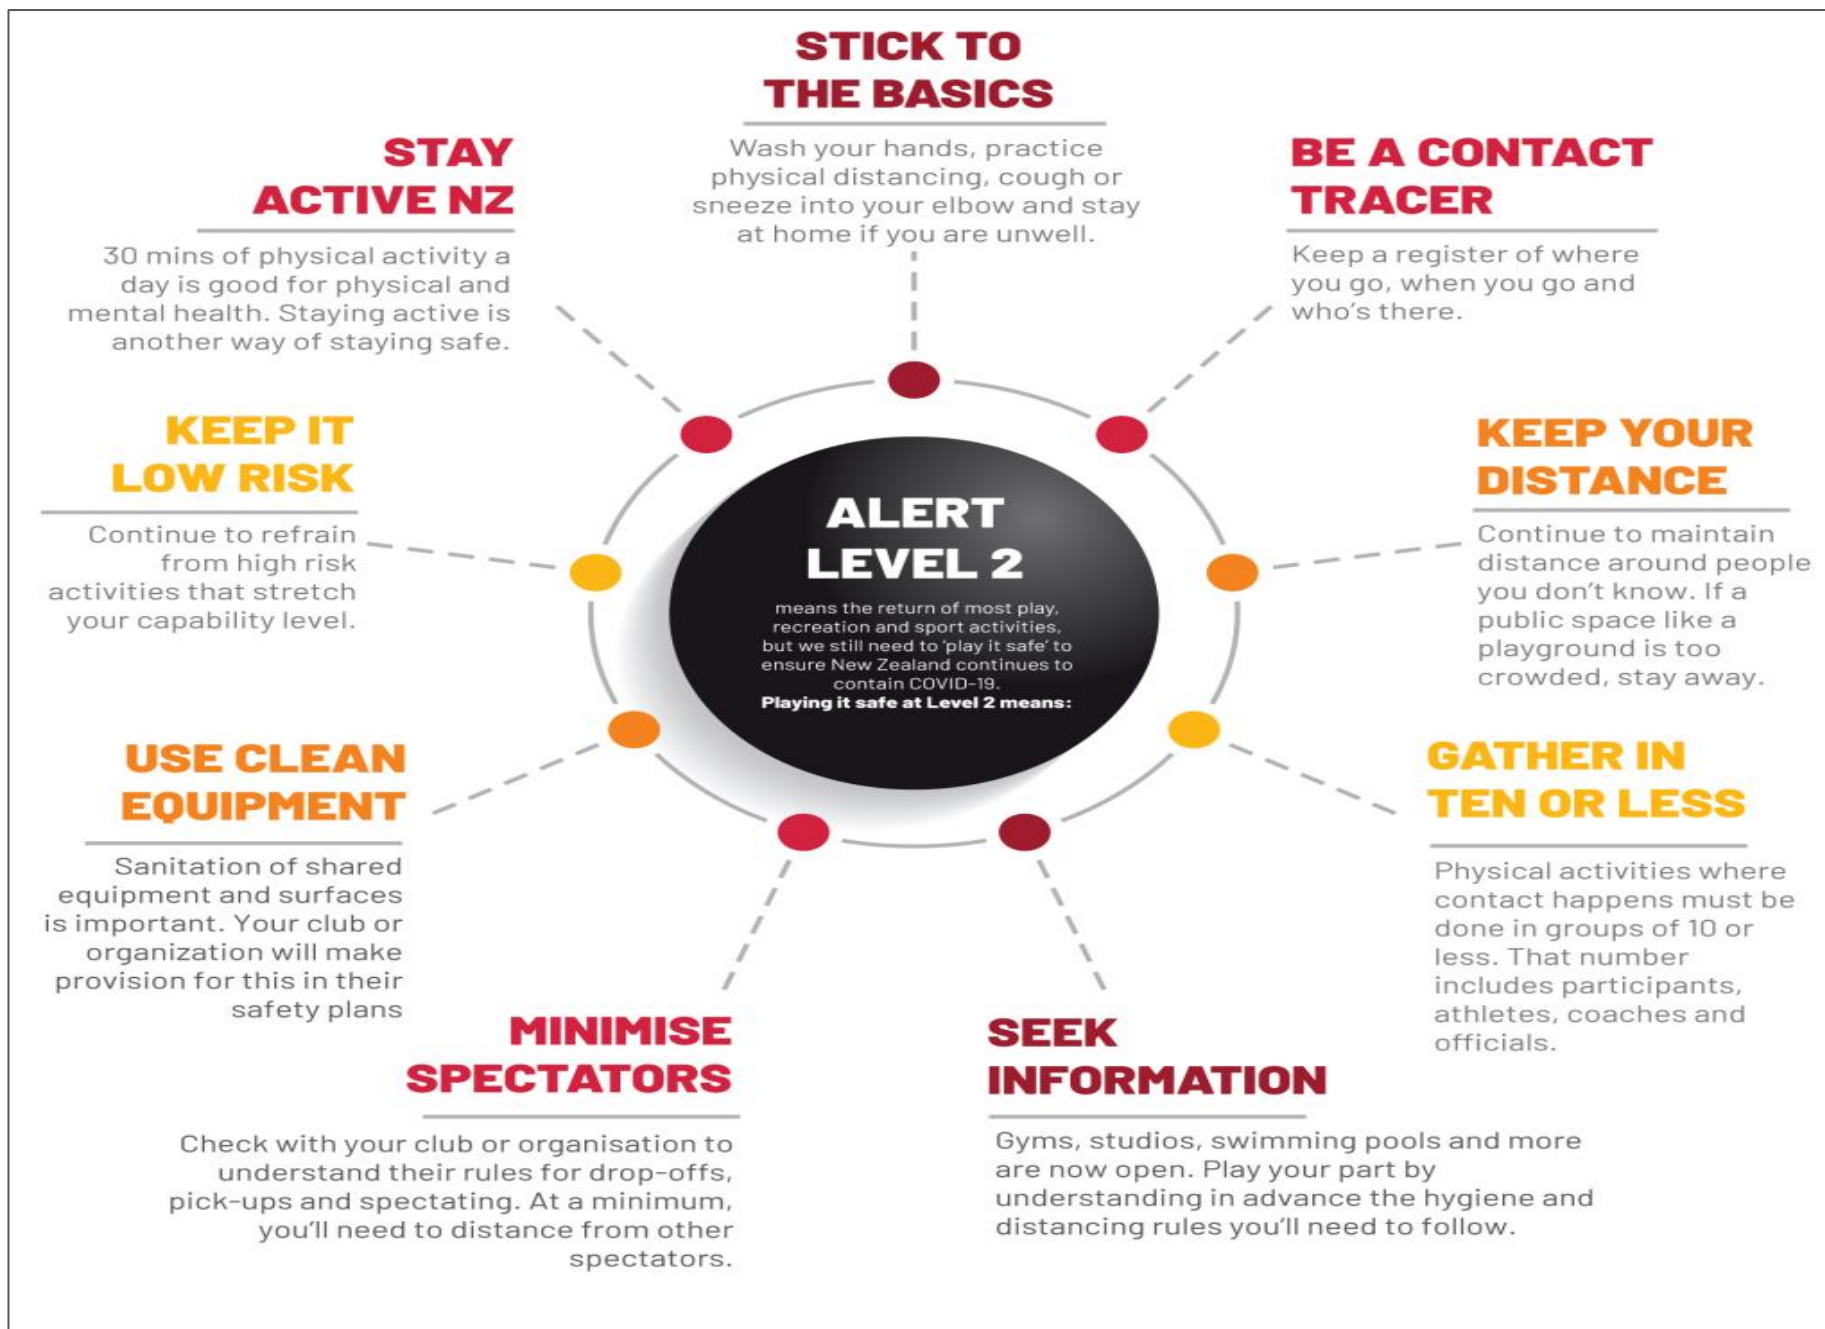 STICK TO
THE BASICS
Wash your hands, practice
physical distancing, cough or
sneeze into your elbow and stay
at home if you are unwell.
BE A CONTACT
TRACER
Keep a register of where
you go, when you go and
who's there.
KEEP YOUR
DISTANCE
Continue to maintain
distance around people
you don't know. If a
public space like a
playground is too
crowded, stay away.
GATHER IN
TEN OR LESS
Physical activities where
contact happens must be
done in groups of 10 or
less. That number
includes participants,
athletes, coaches and
officials.
SEEK
INFORMATION
Gyms, studios, swimming pools and more
are now open. Play your part by
understanding in advance the hygiene and
distancing rules you'll need to follow.
MINIMISE
SPECTATORS
Check with your club or organisation to
understand their rules for drop-offs,
pick-ups and spectating. At a minimum,
you'll need to distance from other
spectators.
USE CLEAN
EQUIPMENT
Sanitation of shared
equipment and surfaces
is important. Your club or
organization will make
provision for this in their
safety plans
KEEP IT
LOW RISK
Continue to refrain
from high risk
activities that stretch
your capability level.
STAY
ACTIVE NZ
30 mins of physical activity a
day is good for physical and
mental health. Staying active is
another way of staying safe.
ALERT
LEVEL 2
means the return of most play,
recreation and sport activities,
but we still need to 'play it safe' to
ensure New Zealand continues to
contain COVID-19.
Playing it safe at Level 2 means: